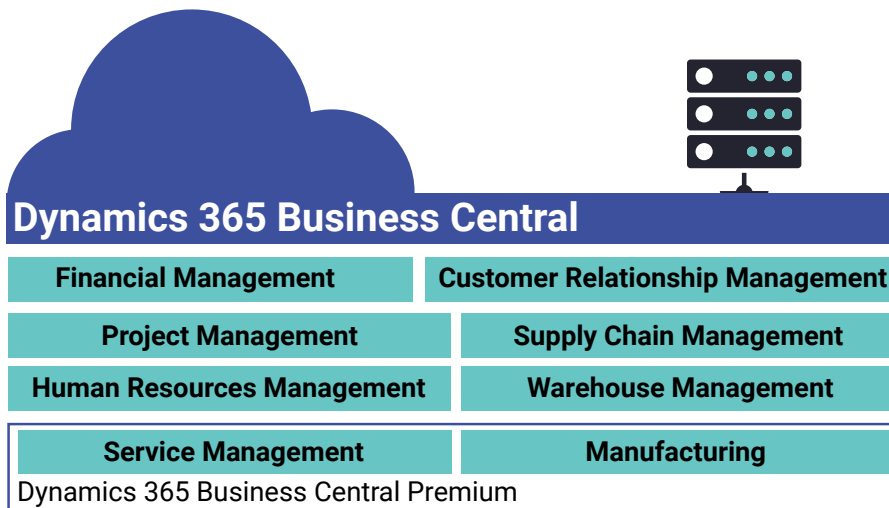 Dynamics 365 Business Central
Financial Management
Customer Relationship Management
Project Management
Supply Chain Management
Human Resources Management
Warehouse Management
Service Management
Manufacturing
Dynamics 365 Business Central Premium